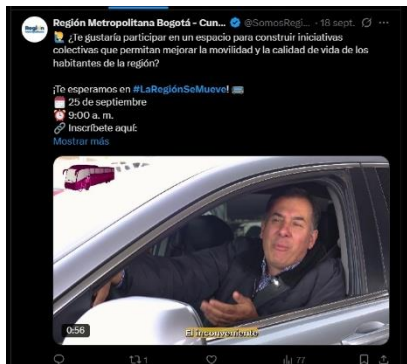 Región Metropolitana Bogotá - Cun... @SomosRegi... · 18 sept.
¿Te gustaría participar en un espacio para construir iniciativas
colectivas que permitan mejorar la movilidad y la calidad de vida de los
habitantes de la región?
¡Te esperamos en #LaRegiónSeMueve!
25 de septiembre
9:00 a. m.
Inscríbete aquí:
Mostrar más
0:56
El inconveniente
1
77